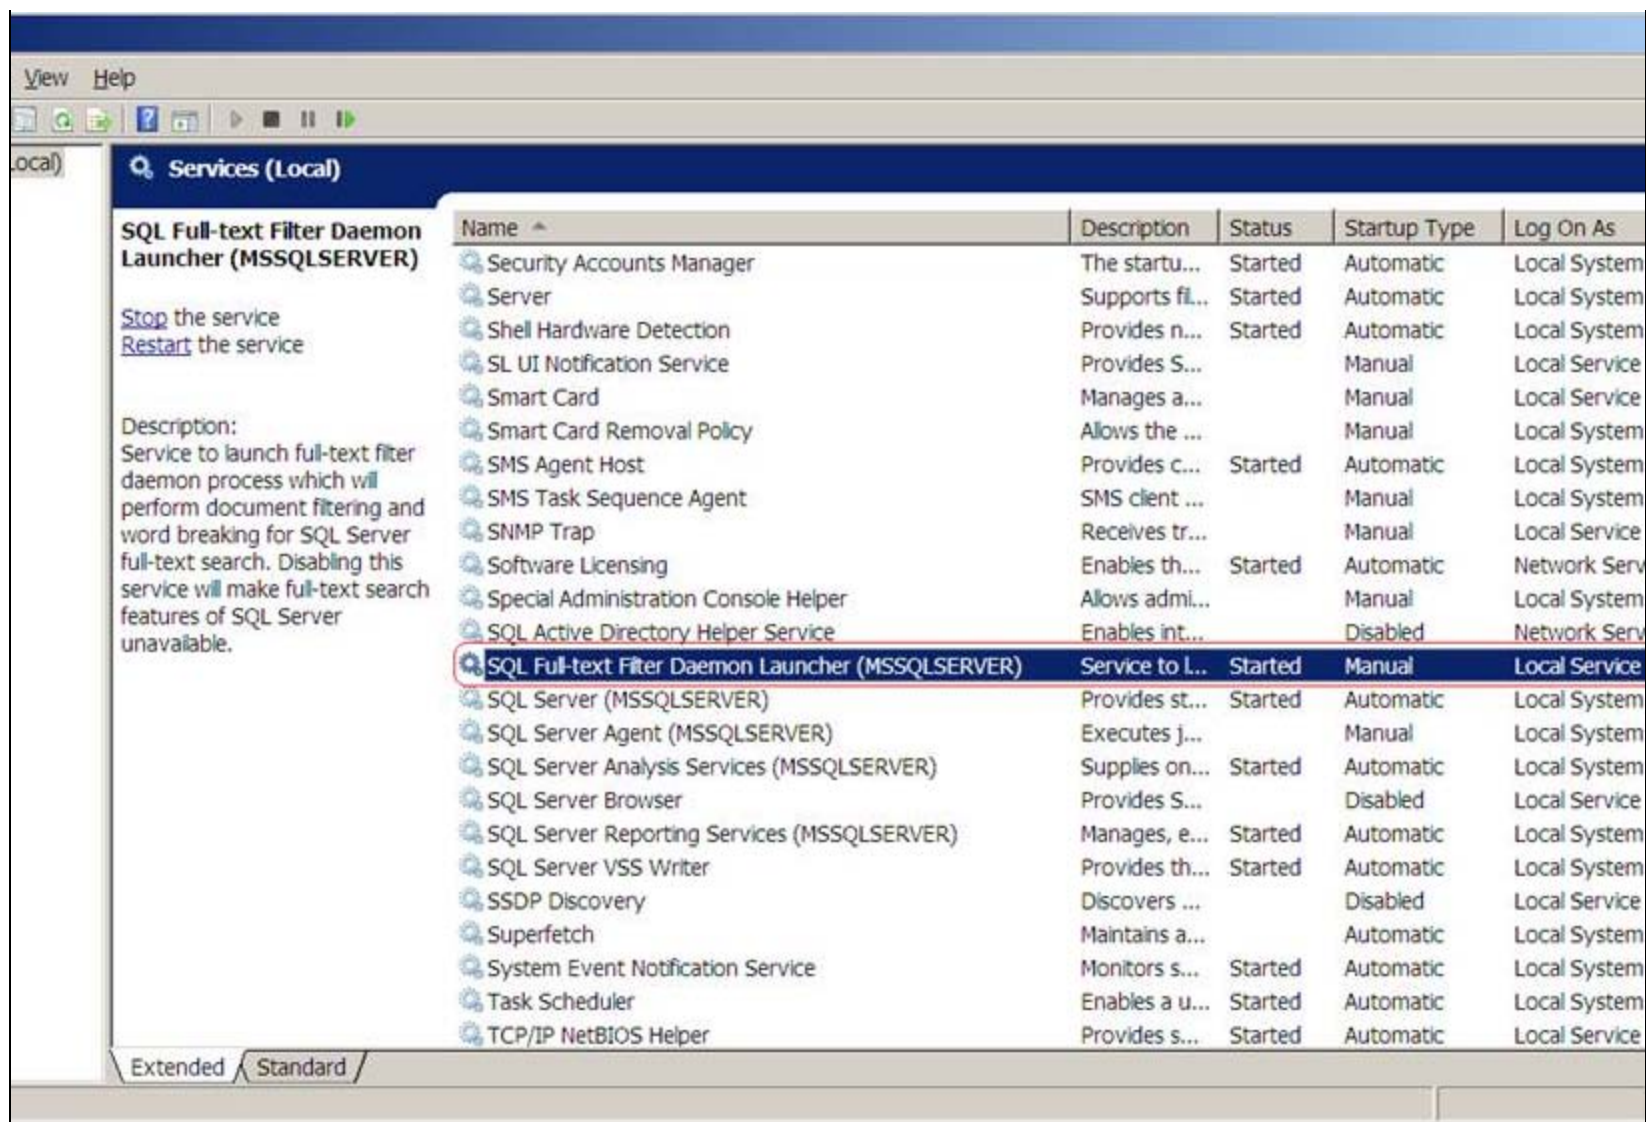 View Help
Local)
Services (Local)
SQL Full-text Filter Daemon
Launcher (MSSQLSERVER)
Stop the service
Restart the service
Description:
Service to launch full-text filter
daemon process which will
perform document filtering and
word breaking for SQL Server
full-text search. Disabling this
service will make full-text search
features of SQL Server
unavailable.
Name Description Status Startup Type Log On As
Security Accounts Manager The startu... Started Automatic Local System
Server Supports fil... Started Automatic Local System
Shell Hardware Detection Provides n... Started Automatic Local System
SL UI Notification Service Provides S... Manual Local Service
Smart Card Manages a... Manual Local Service
Smart Card Removal Policy Allows the ... Manual Local System
SMS Agent Host Provides c... Started Automatic Local System
SMS Task Sequence Agent SMS client ... Manual Local System
SNMP Trap Receives tr... Manual Local Service
Software Licensing Enables th... Started Automatic Network Serv
Special Administration Console Helper Allows admi... Manual Local System
SQL Active Directory Helper Service Enables int... Disabled Network Serv
SQL Full-text Filter Daemon Launcher (MSSQLSERVER) Service to l... Started Manual Local Service
SQL Server (MSSQLSERVER) Provides st... Started Automatic Local System
SQL Server Agent (MSSQLSERVER) Executes j... Manual Local System
SQL Server Analysis Services (MSSQLSERVER) Supplies on... Started Automatic Local System
SQL Server Browser Provides S... Disabled Local Service
SQL Server Reporting Services (MSSQLSERVER) Manages, e... Started Automatic Local System
SQL Server VSS Writer Provides th... Started Automatic Local System
SSDP Discovery Discovers ... Disabled Local Service
Superfetch Maintains a... Automatic Local System
System Event Notification Service Monitors s... Started Automatic Local System
Task Scheduler Enables a u... Started Automatic Local System
TCP/IP NetBIOS Helper Provides s... Started Automatic Local Service
Extended Standard